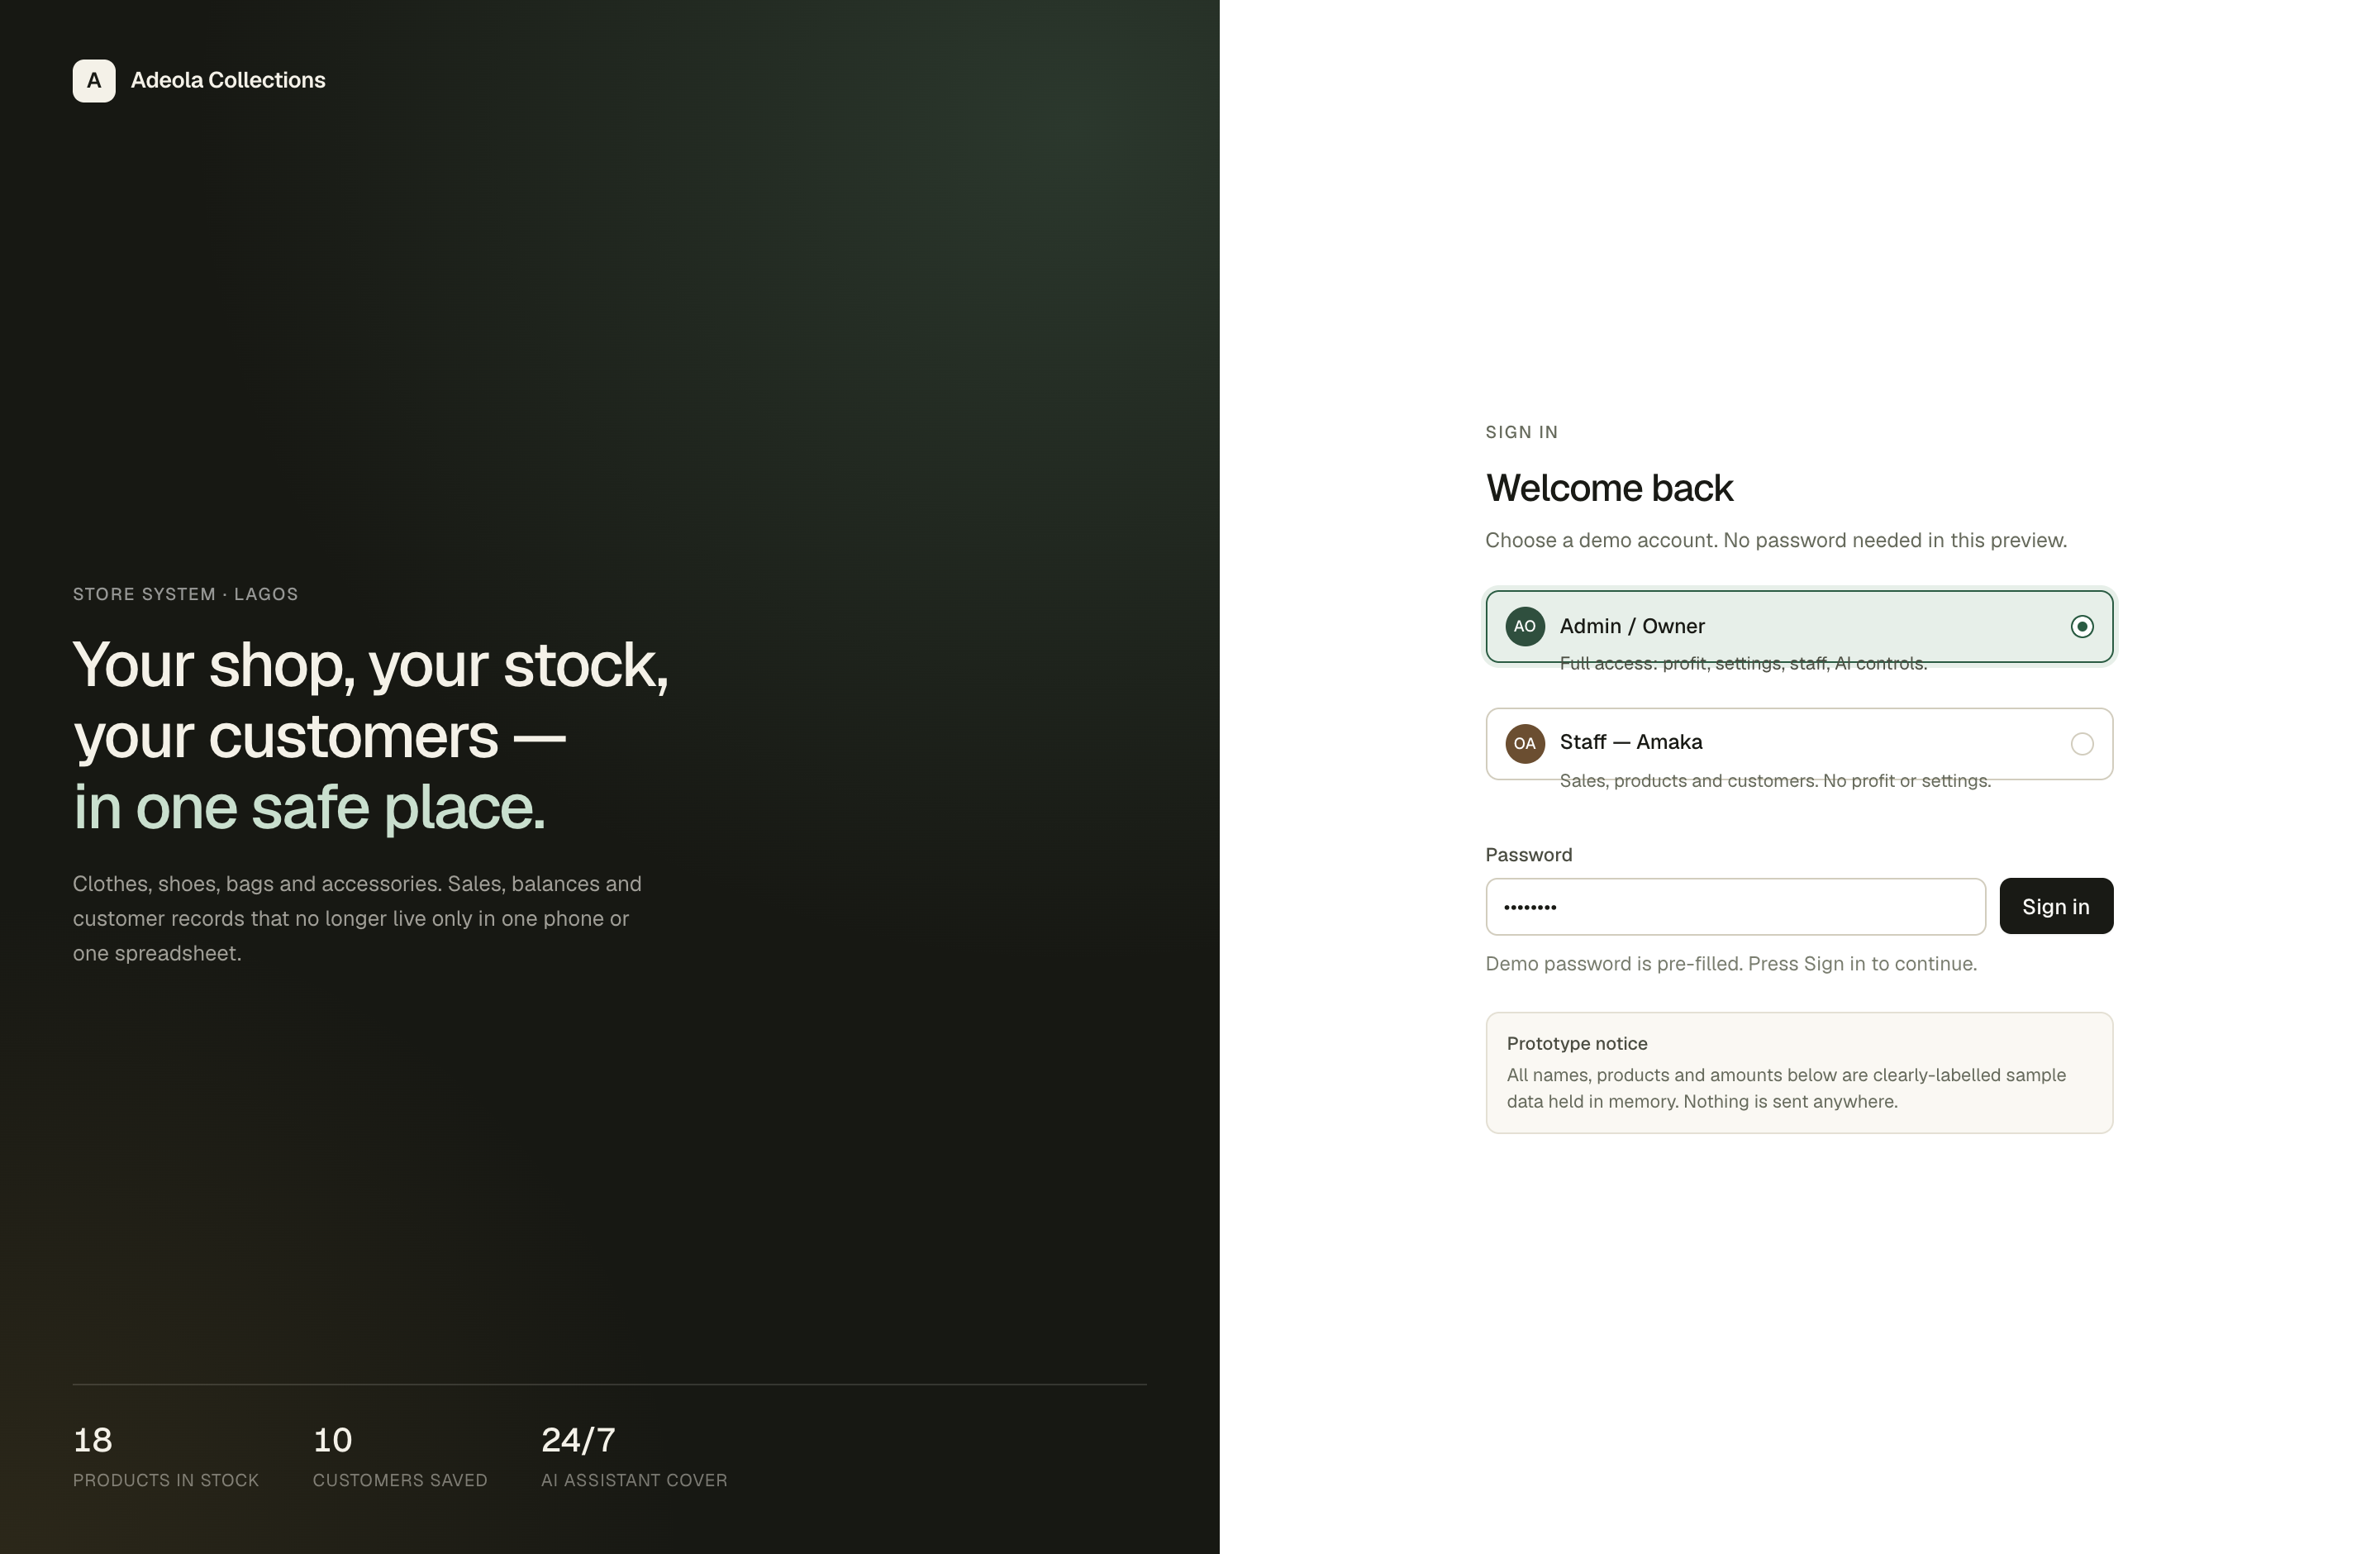 A
Adeola Collections
STORE SYSTEM · LAGOS
Your shop, your stock,
your customers —
in one safe place.
Clothes, shoes, bags and accessories. Sales, balances and
customer records that no longer live only in one phone or
one spreadsheet.
18
PRODUCTS IN STOCK
10
CUSTOMERS SAVED
24/7
AI ASSISTANT COVER
SIGN IN
Welcome back
Choose a demo account. No password needed in this preview.
AO
Admin / Owner
Full access: profit, settings, staff, AI controls.
OA
Staff — Amaka
Sales, products and customers. No profit or settings.
Password
••••••••
Sign in
Demo password is pre-filled. Press Sign in to continue.
Prototype notice
All names, products and amounts below are clearly-labelled sample
data held in memory. Nothing is sent anywhere.